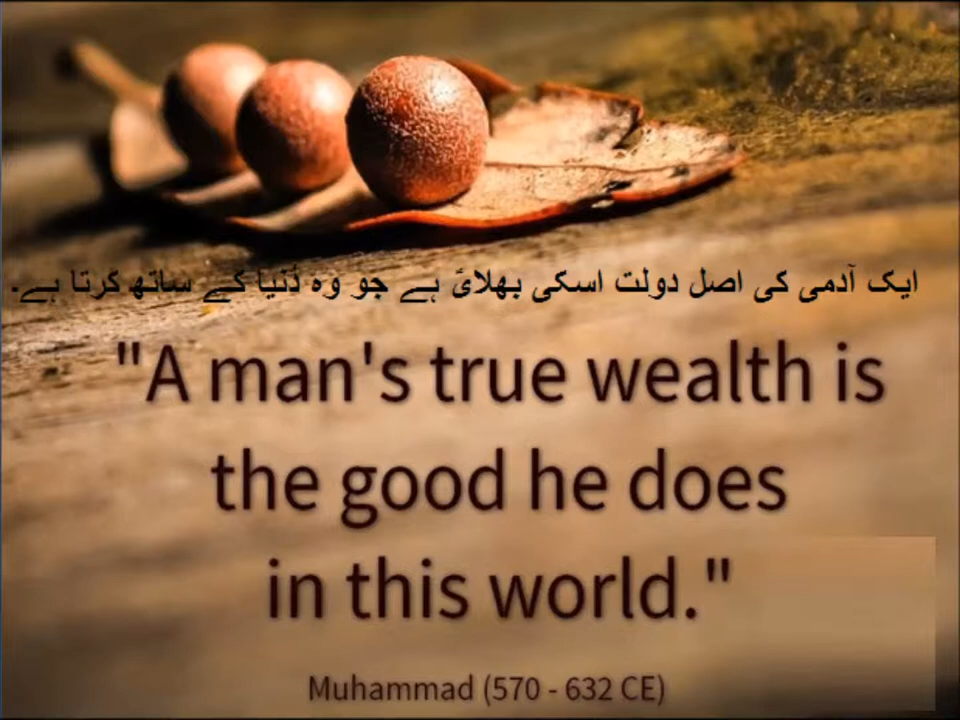 ایک آدمی کی اصل دولت اسکی بھلائ ہے جو وہ دُنیا کے ساتھ کرتا ہے۔
"A man's true wealth is
the good he does
in this world."
Muhammad (570 - 632 CE)